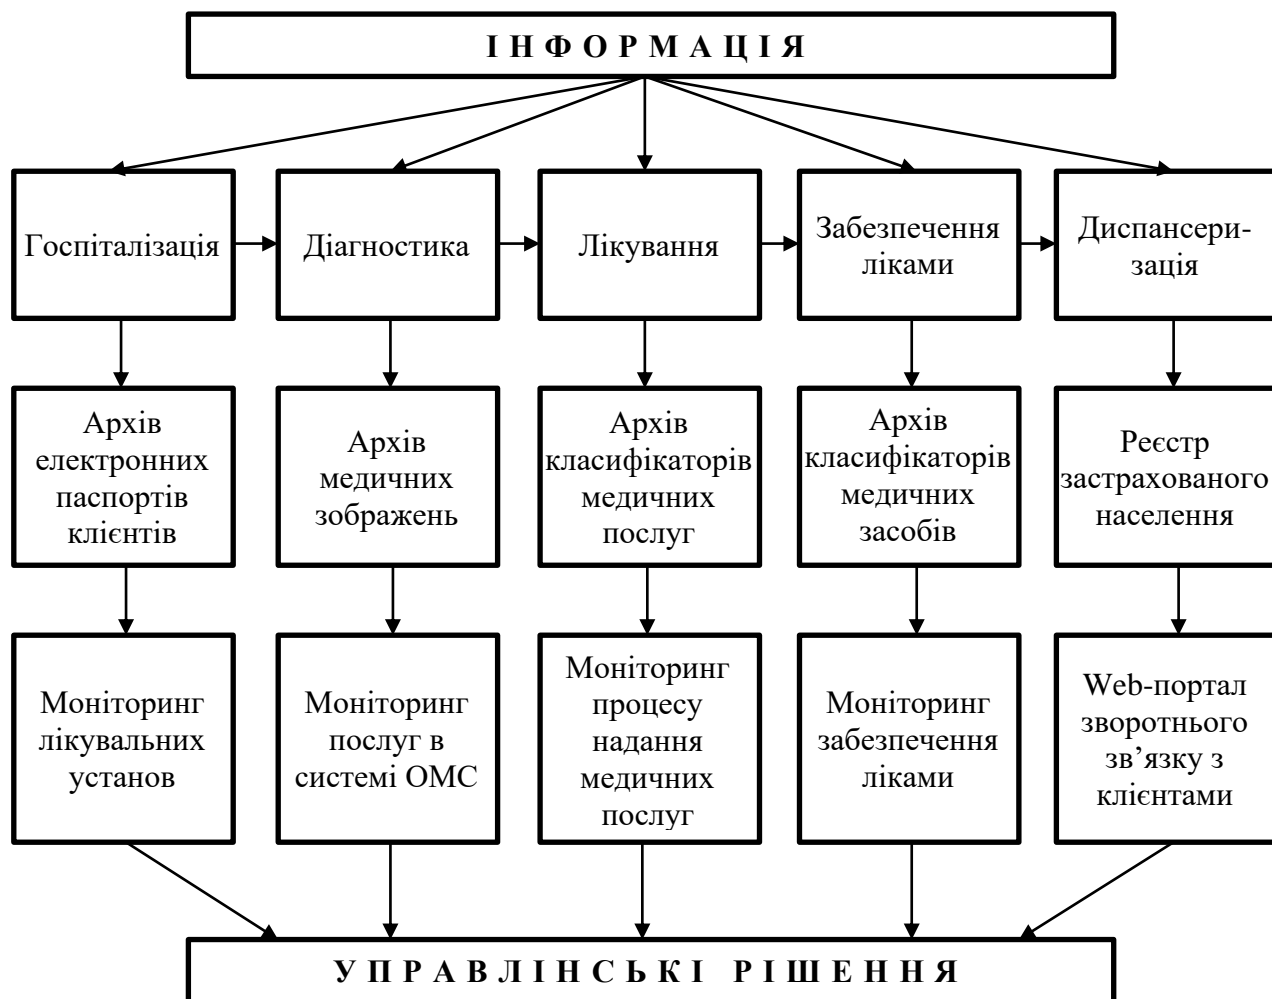 І Н Ф О Р М А Ц І Я
Госпіталізація
Діагностика
Лікування
Забезпечення
ліками
Диспансери-
зація
Архів
електронних
паспортів
клієнтів
Архів
медичних
зображень
Архів
класифікаторів
медичних
послуг
Архів
класифікаторів
медичних
засобів
Реєстр
застрахованого
населення
Моніторинг
лікувальних
установ
Моніторинг
послуг в
системі ОМС
Моніторинг
процесу
надання
медичних
послуг
Моніторинг
забезпечення
ліками
Web-портал
зворотнього
зв’язку з
клієнтами
У П Р А В Л І Н С Ь К І  Р І Ш Е Н Н Я